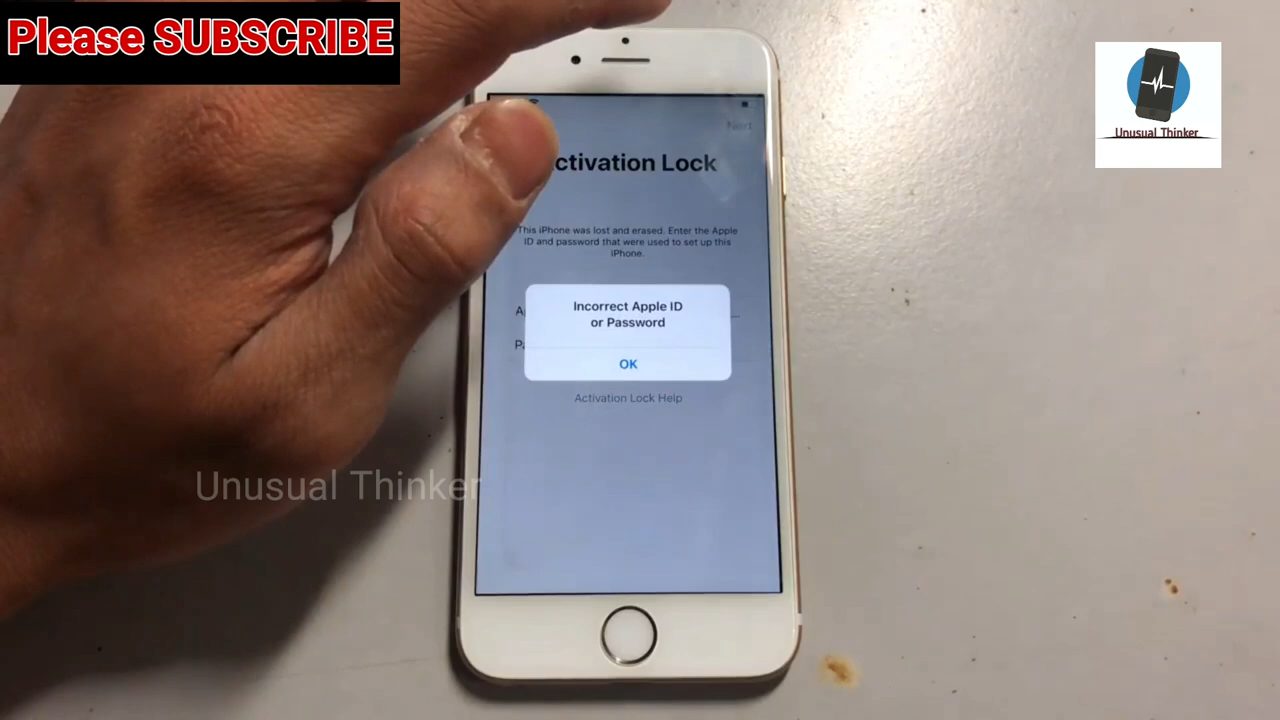 Please SUBSCRIBE
Unusual Thinker
Next
ctivation Lock
This iPhone was lost and erased. Enter the Apple
ID and password that were used to set up this
iPhone.
Incorrect Apple ID
or Password
OK
Activation Lock Help
Unusual Thinker